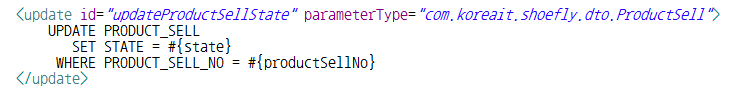 <update id="updateProductSellState" parameterType="com.koreait.shoefly.dto.ProductSell">
UPDATE PRODUCT_SELL
SET STATE = #{state}
WHERE PRODUCT_SELL_NO = #{productSellNo}
</update>